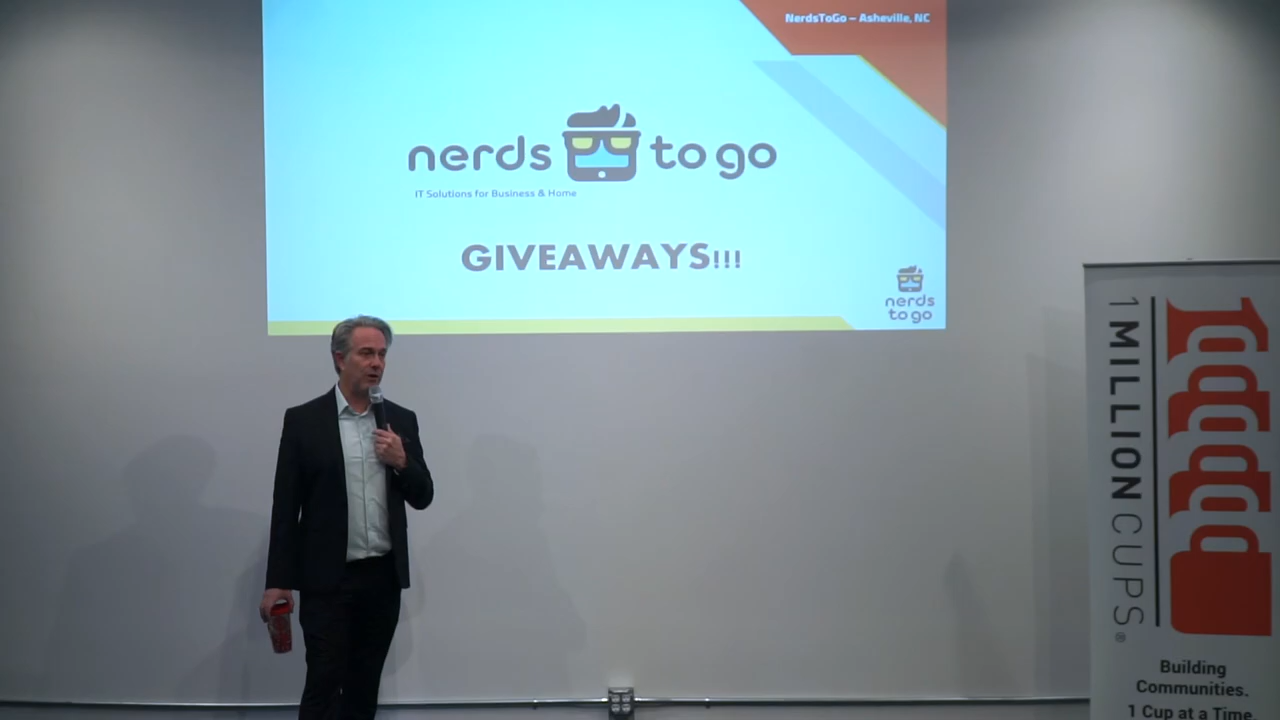 NerdsToGo – Asheville, NC
nerds to go
IT Solutions for Business & Home
GIVEAWAYS!!!
nerds
to go
1 MILLION CUPS®
Building
Communities.
1 Cup at a Time.